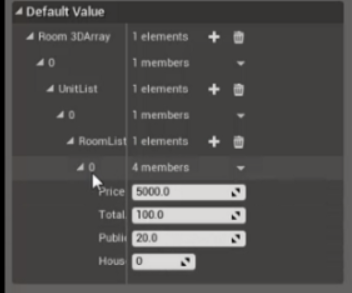 Default Value
Room 3DArray 1 elements
0 1 members
UnitList 1 elements
0 1 members
RoomList 1 elements
0 4 members
Price 5000.0
Total 100.0
Publi 20.0
Hous 0